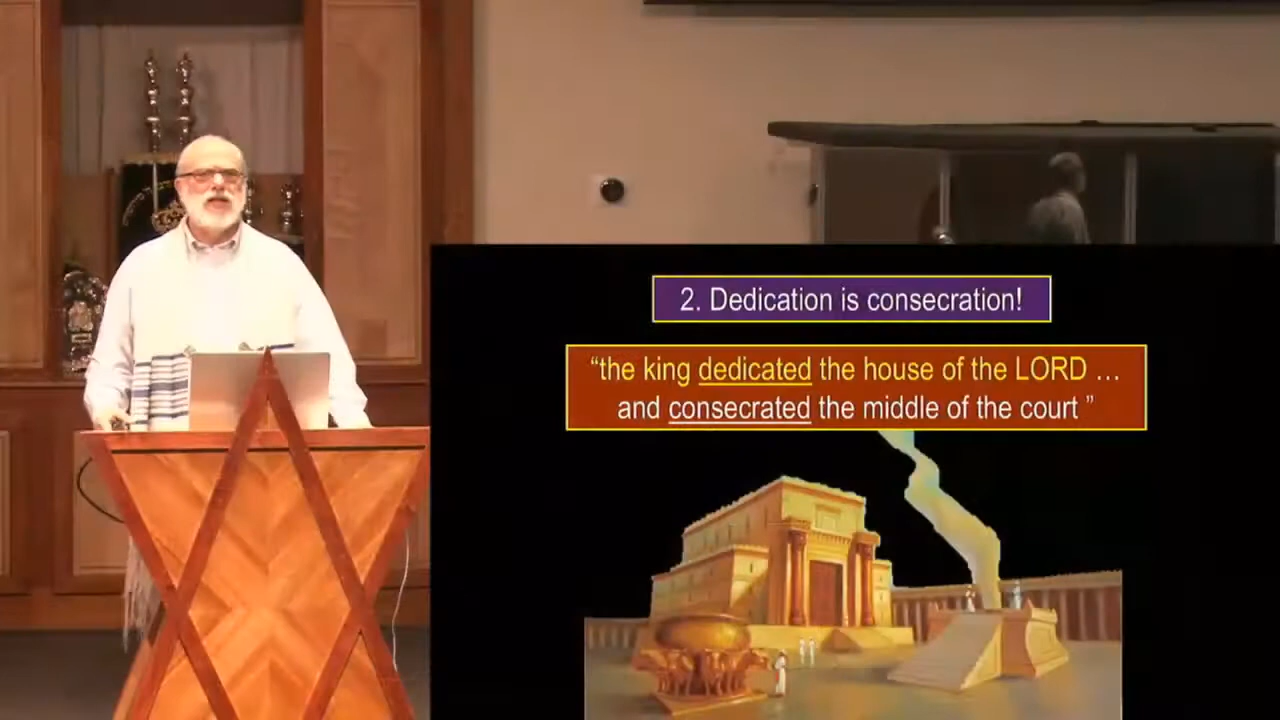 2. Dedication is consecration!
“the king dedicated the house of the LORD …
and consecrated the middle of the court ”